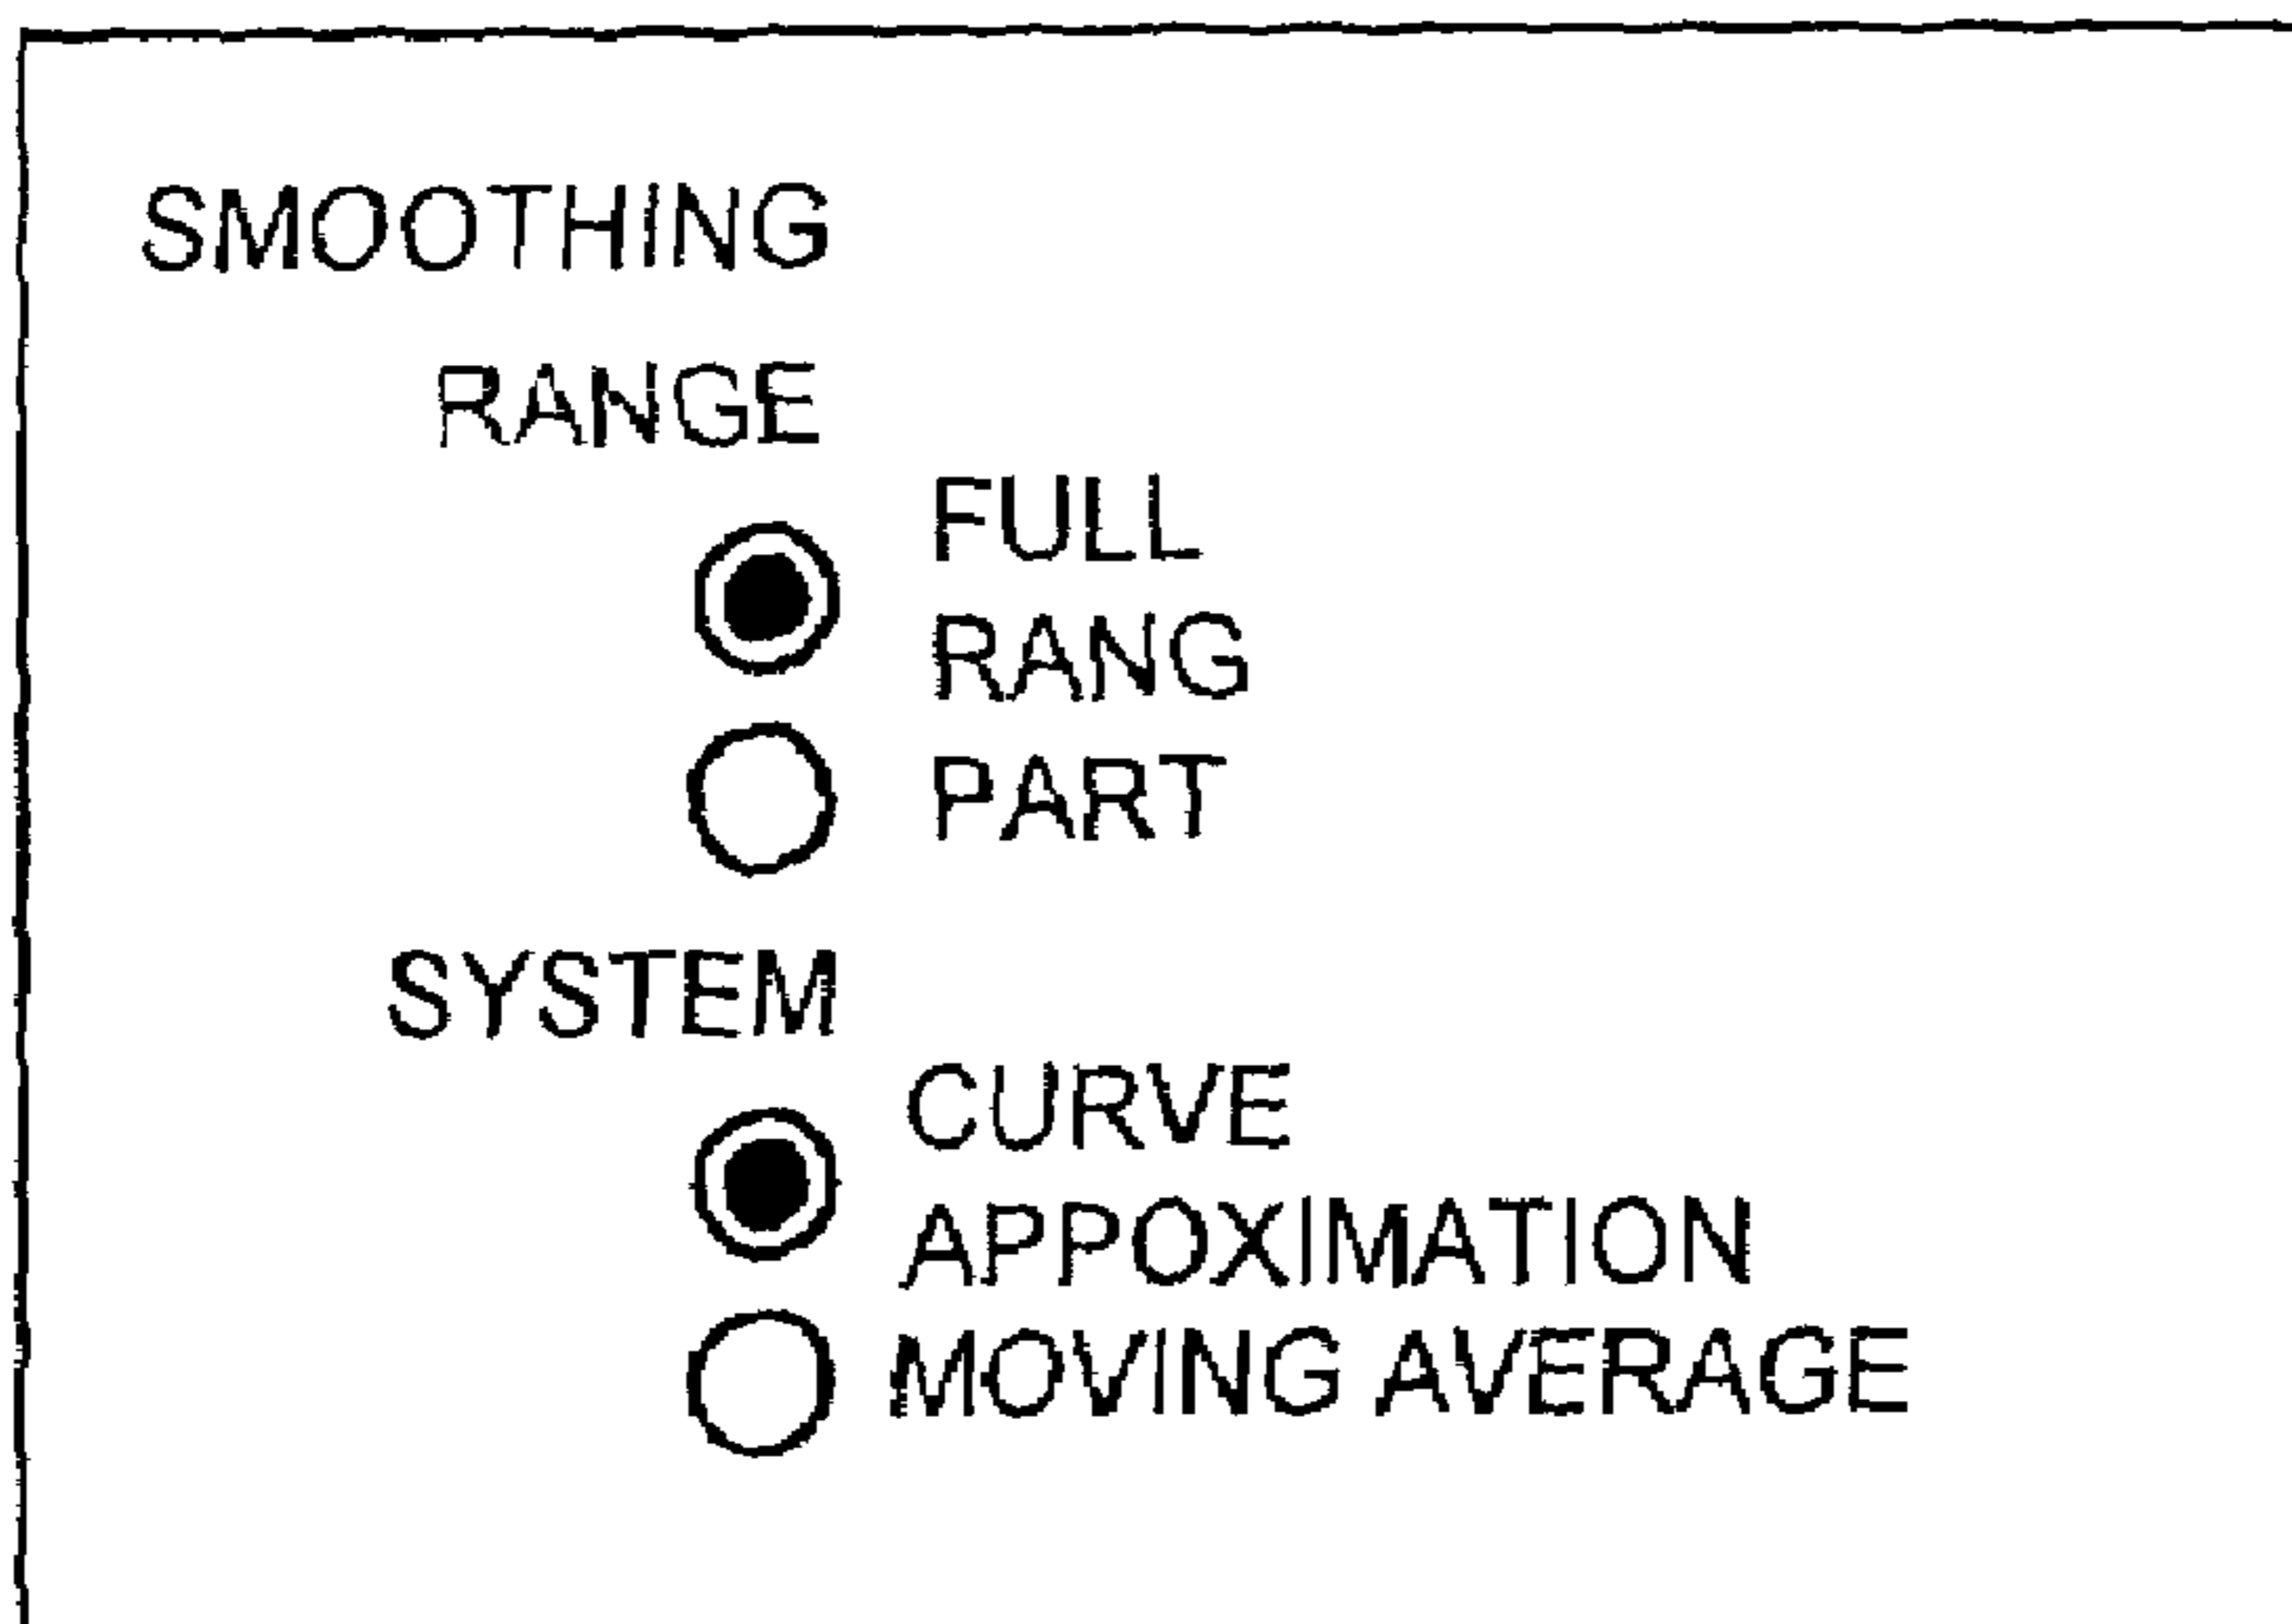 SMOOTHING
RANGE
FULL
RANG
PART
SYSTEM
CURVE
APPOXIMATION
MOVING AVERAGE